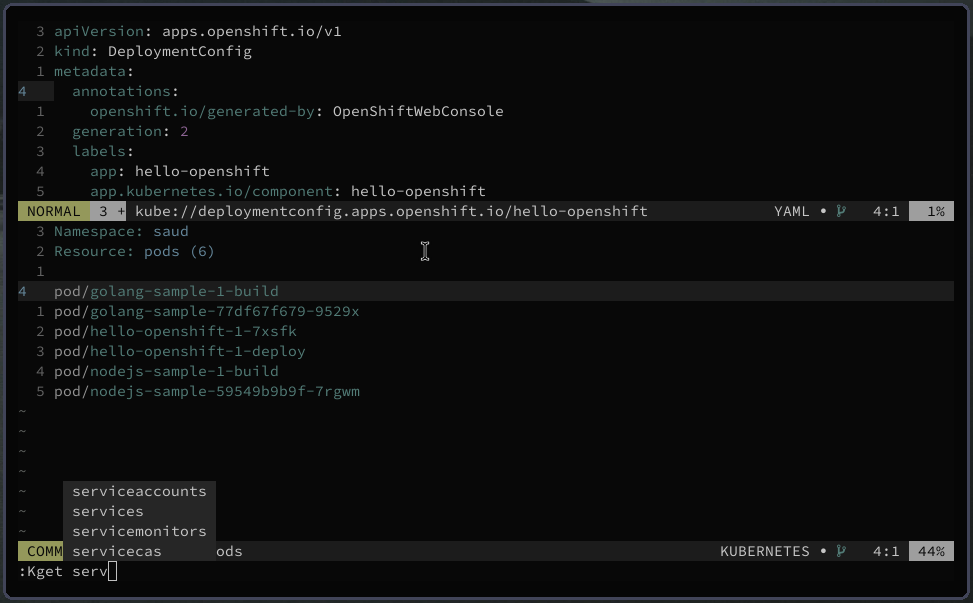 3 apiVersion: apps.openshift.io/v1
2 kind: DeploymentConfig
1 metadata:
4 annotations:
1 openshift.io/generated-by: OpenShiftWebConsole
2 generation: 2
3 labels:
4 app: hello-openshift
5 app.kubernetes.io/component: hello-openshift
NORMAL 3 + kube://deploymentconfig.apps.openshift.io/hello-openshift YAML • 4:1 1%
3 Namespace: saud
2 Resource: pods (6)
1
4 pod/golang-sample-1-build
1 pod/golang-sample-77df67f679-9529x
2 pod/hello-openshift-1-7xsfk
3 pod/hello-openshift-1-deploy
4 pod/nodejs-sample-1-build
5 pod/nodejs-sample-59549b9b9f-7rgwm
~
~
~
~
~ serviceaccounts
~ services
~ servicemonitors
COMM servicecas ods KUBERNETES • 4:1 44%
:Kget serv